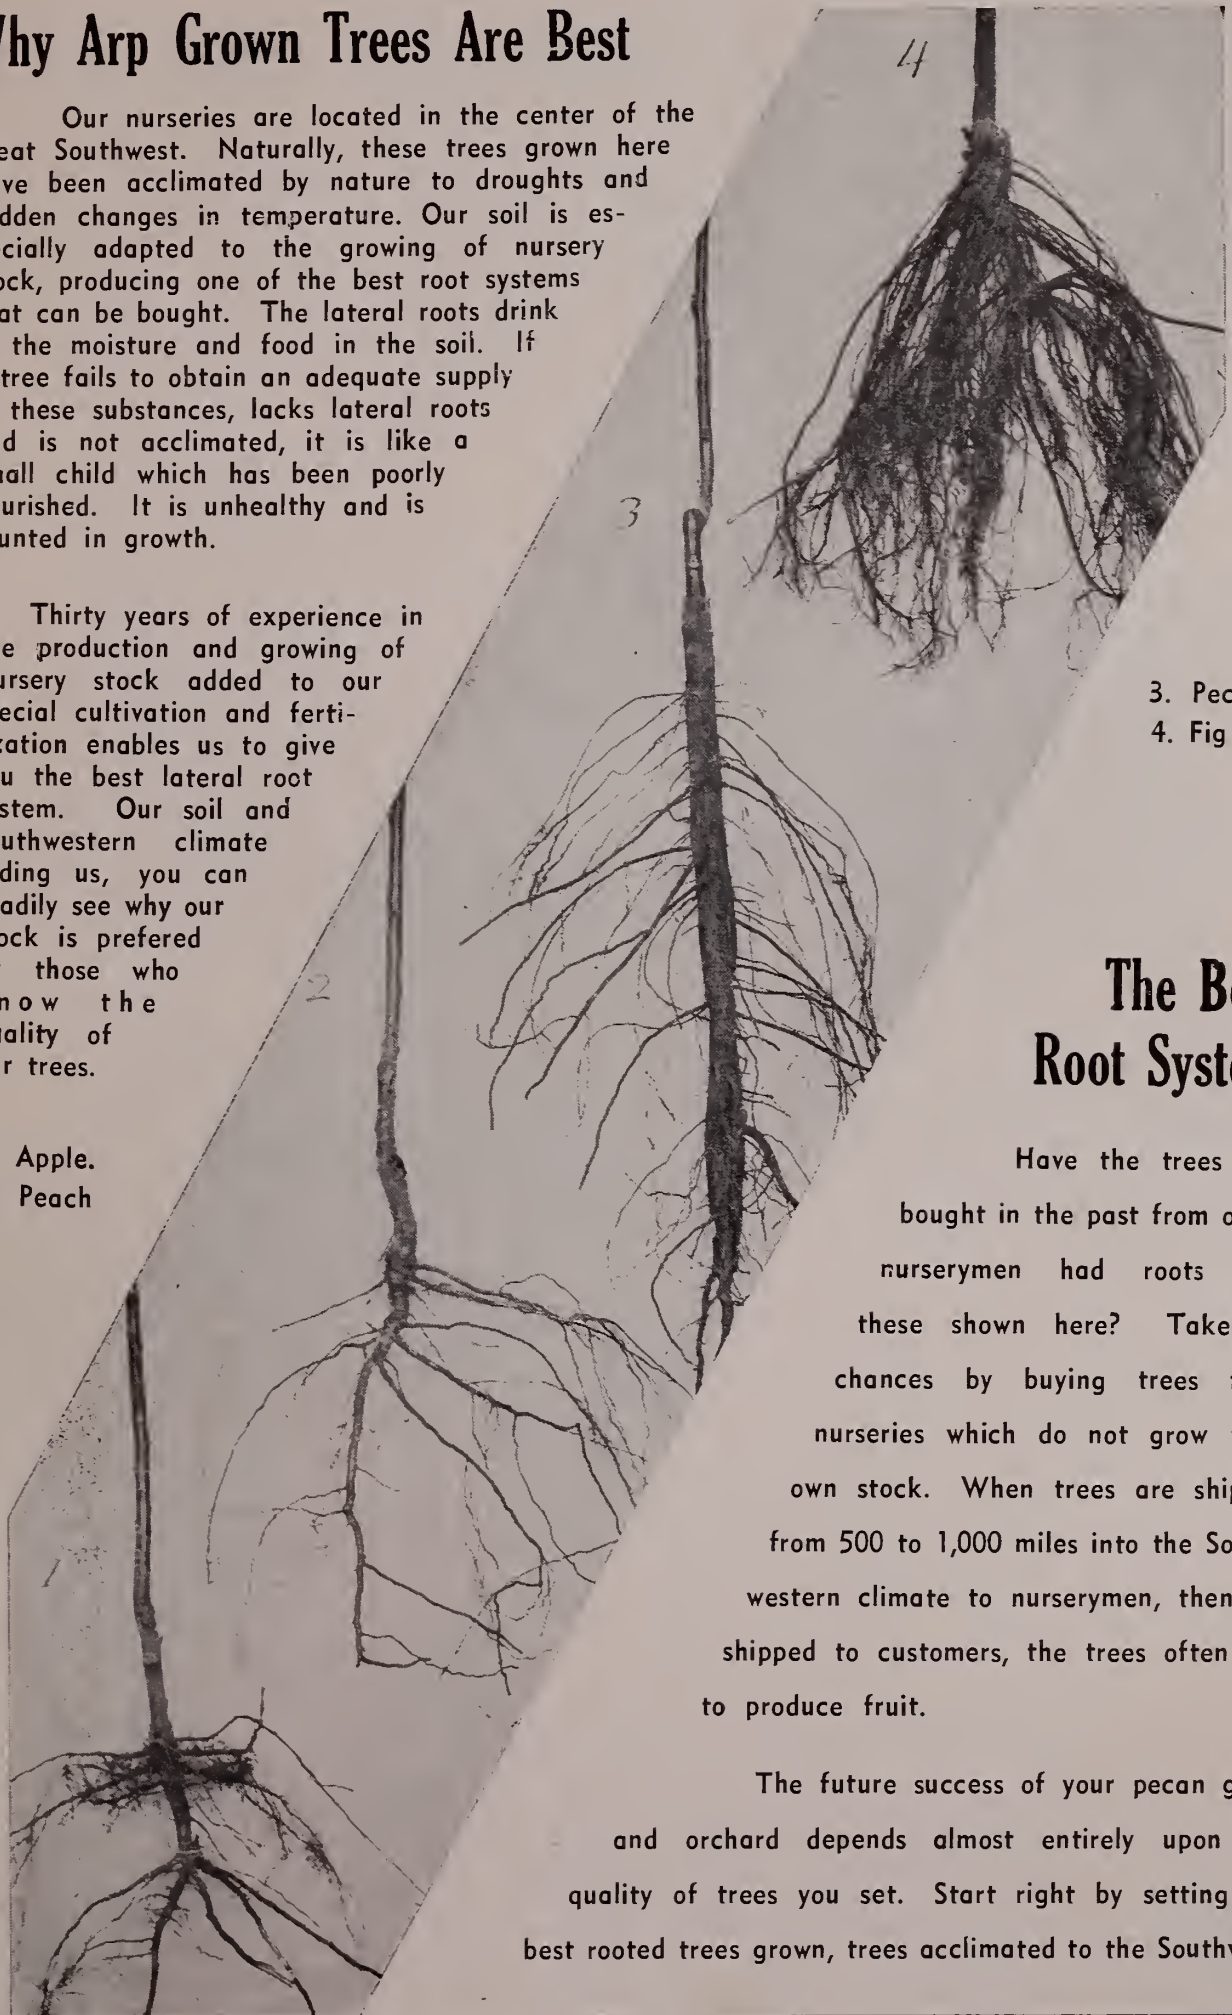 hy Arp Grown Trees Are Best
Our nurseries are located in the center of the
eat Southwest. Naturally, these trees grown here
ve been acclimated by nature to droughts and
dden changes in temperature. Our soil is es-
cially adapted to the growing of nursery
ock, producing one of the best root systems
at can be bought. The lateral roots drink
the moisture and food in the soil. If
tree fails to obtain an adequate supply
these substances, lacks lateral roots
d is not acclimated, it is like a
all child which has been poorly
urished. It is unhealthy and is
unted in growth.
Thirty years of experience in
e production and growing of
ursery stock added to our
ecial cultivation and ferti-
zation enables us to give
u the best lateral root
stem. Our soil and
uthwestern climate
ding us, you can
adily see why our
ock is prefered
those who
now the
ality of
r trees.
Apple.
Peach
1
2
3
4
3. Pec
4. Fig
The B
Root Syst
Have the trees
bought in the past from o
nurserymen had roots
these shown here? Take
chances by buying trees
nurseries which do not grow
own stock. When trees are ship
from 500 to 1,000 miles into the So
western climate to nurserymen, then
shipped to customers, the trees often
to produce fruit.
The future success of your pecan g
and orchard depends almost entirely upon
quality of trees you set. Start right by setting
best rooted trees grown, trees acclimated to the Southw